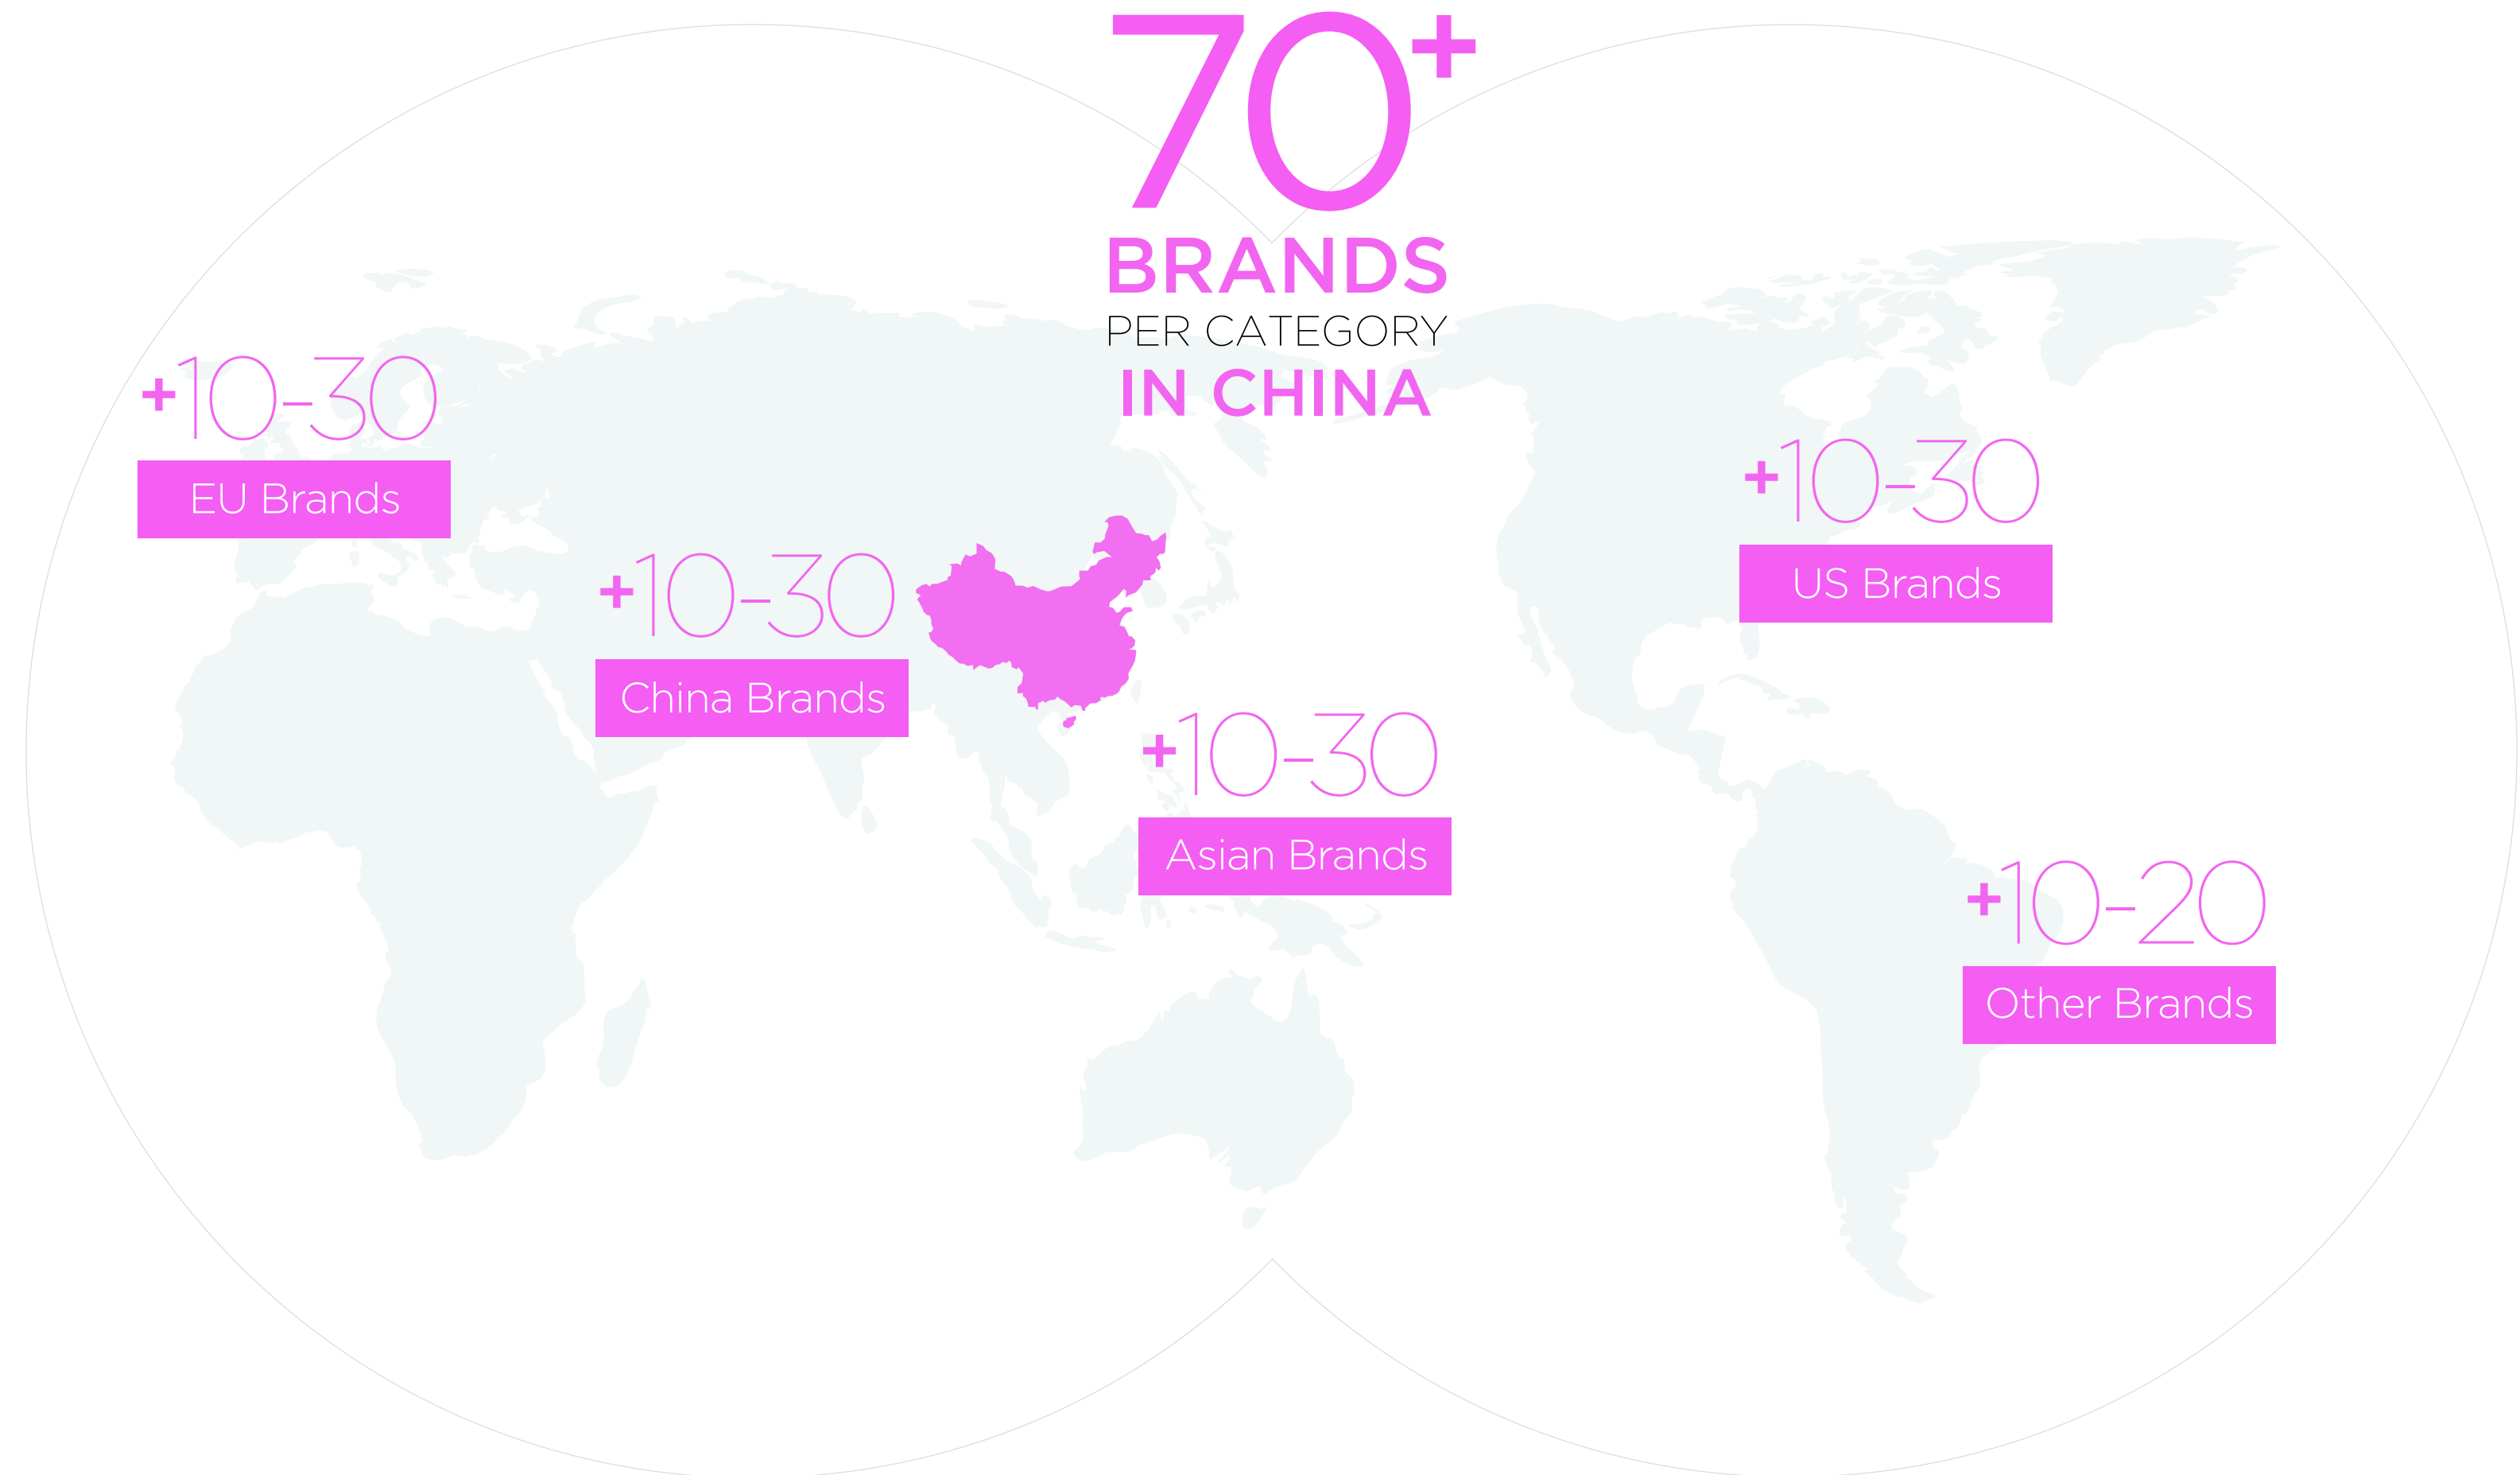 70+
BRANDS
PER CATEGORY
IN CHINA
+10–30
EU Brands
+10–30
China Brands
+10–30
Asian Brands
+10–30
US Brands
+10–20
Other Brands